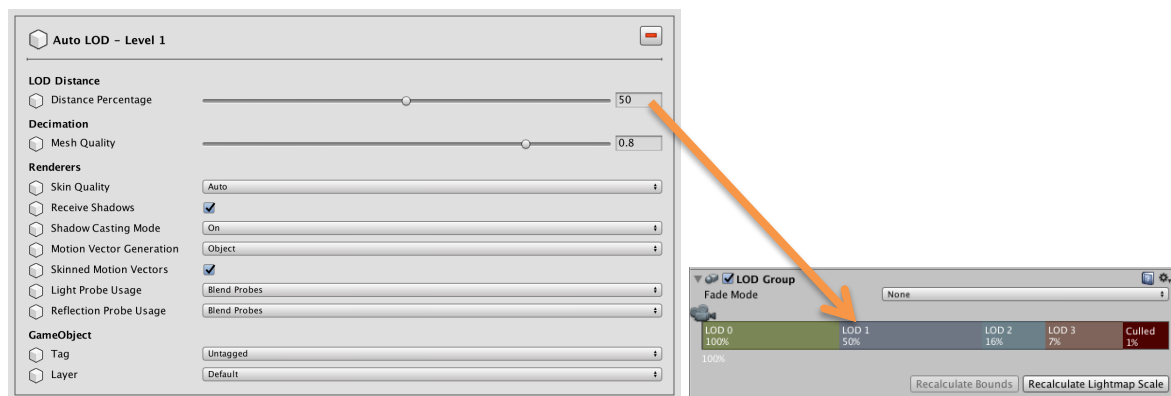 Auto LOD – Level 1
LOD Distance
Distance Percentage 50
Decimation
Mesh Quality 0.8
Renderers
Skin Quality Auto
Receive Shadows
Shadow Casting Mode On
Motion Vector Generation Object
Skinned Motion Vectors
Light Probe Usage Blend Probes
Reflection Probe Usage Blend Probes
GameObject
Tag Untagged
Layer Default
LOD Group
Fade Mode None
LOD 0 LOD 1 LOD 2 LOD 3 Culled
100% 50% 16% 7% 1%
100%
Recalculate Bounds Recalculate Lightmap Scale